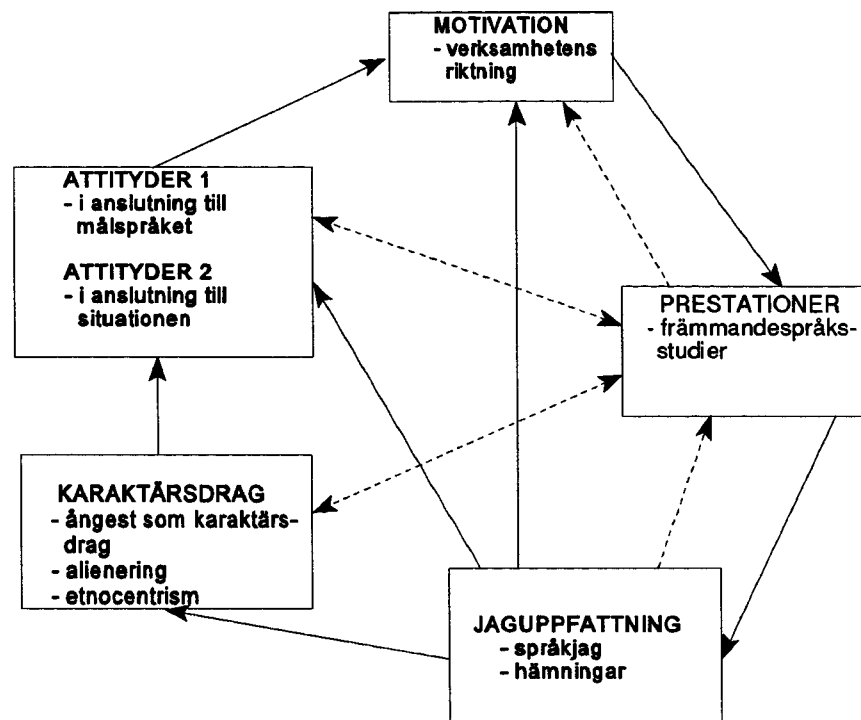 MOTIVATION
- verksamhetens
riktning
ATTITYDER 1
- i anslutning till
målspråket
ATTITYDER 2
- i anslutning till
situationen
PRESTATIONER
- främmandespråks-
studier
KARAKTÄRSDRAG
- ångest som karaktärs-
drag
- alienering
- etnocentrism
JAGUPPFATTNING
- språkjag
- hämningar